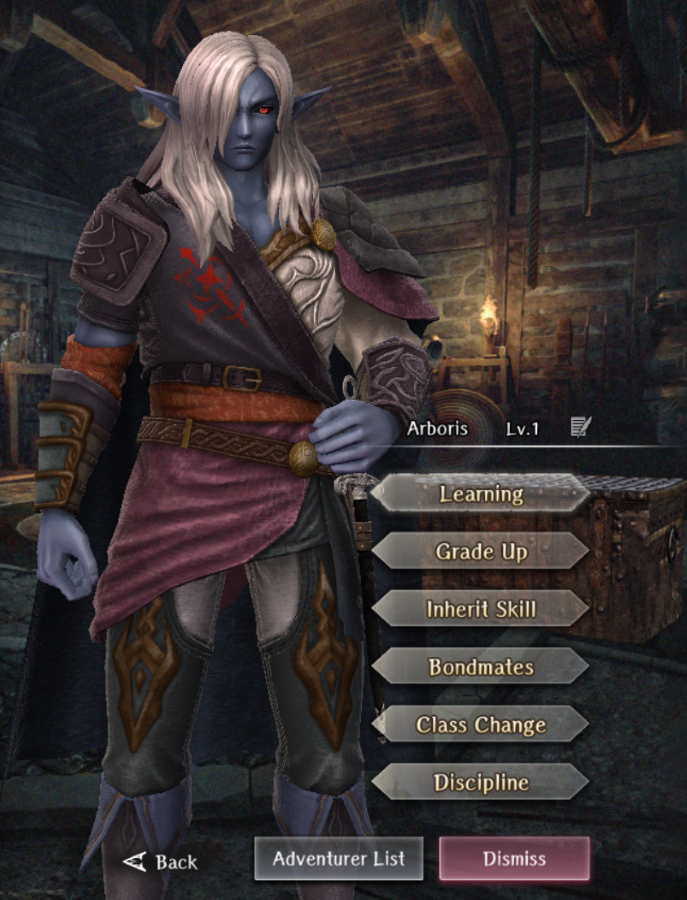 Arboris Lv.1
Learning
Grade Up
Inherit Skill
Bondmates
Class Change
Discipline
Back
Adventurer List
Dismiss